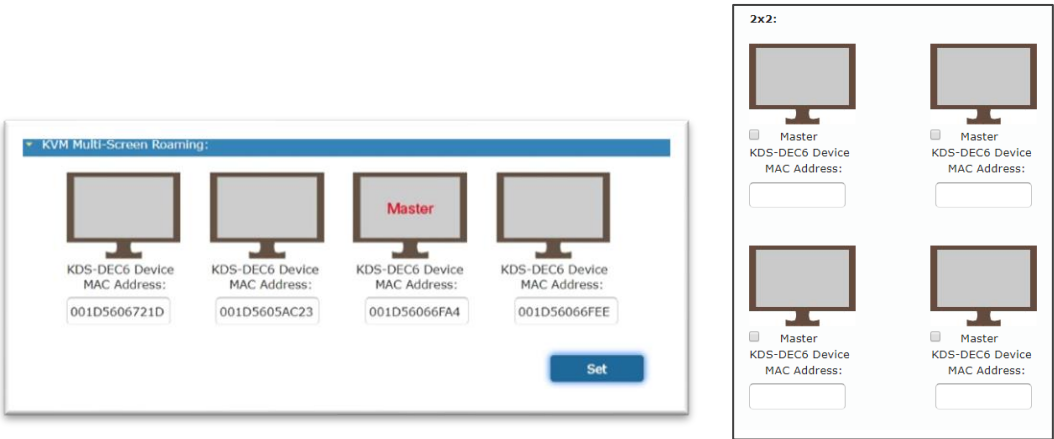 KVM Multi-Screen Roaming:
Master
KDS-DEC6 Device KDS-DEC6 Device KDS-DEC6 Device KDS-DEC6 Device
MAC Address: MAC Address: MAC Address: MAC Address:
001D5606721D 001D5605AC23 001D56066FA4 001D56066FEE
Set
2x2:
Master Master
KDS-DEC6 Device KDS-DEC6 Device
MAC Address: MAC Address:
Master Master
KDS-DEC6 Device KDS-DEC6 Device
MAC Address: MAC Address: